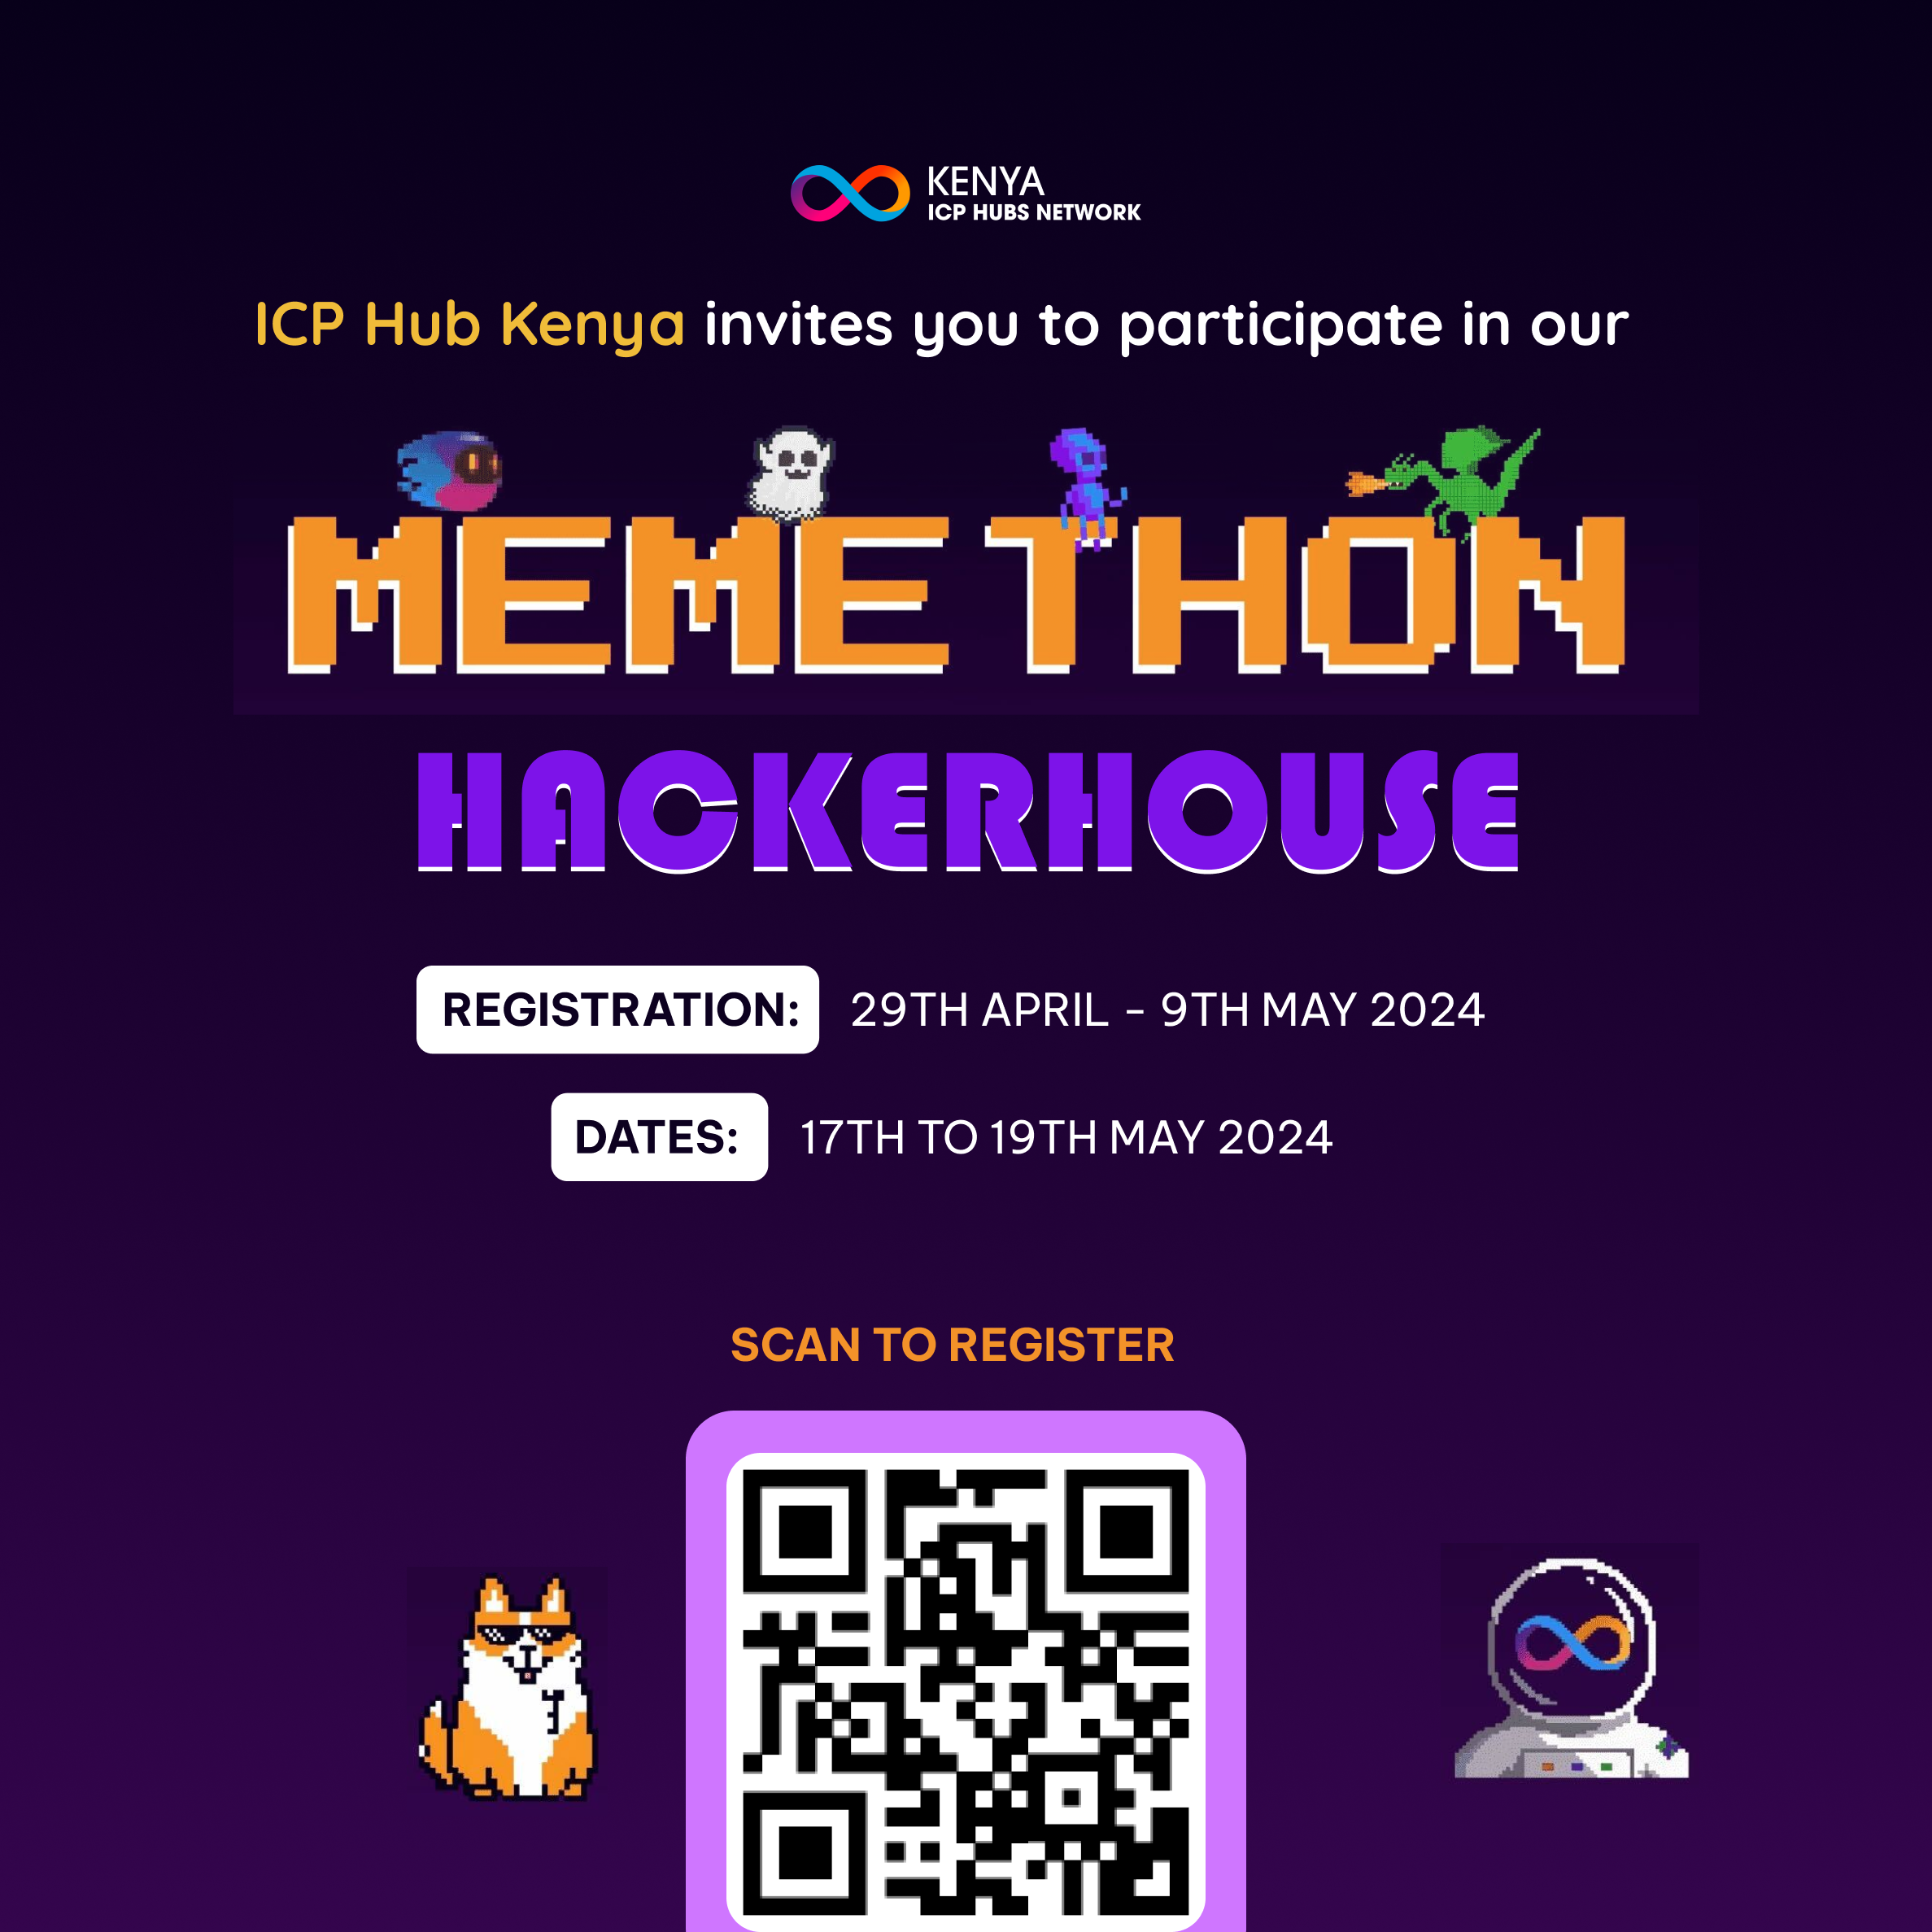 KENYA
ICP HUBS NETWORK
ICP Hub Kenya invites you to participate in our
MEMETHON
HACKERHOUSE
REGISTRATION: 29TH APRIL - 9TH MAY 2024
DATES: 17TH TO 19TH MAY 2024
SCAN TO REGISTER